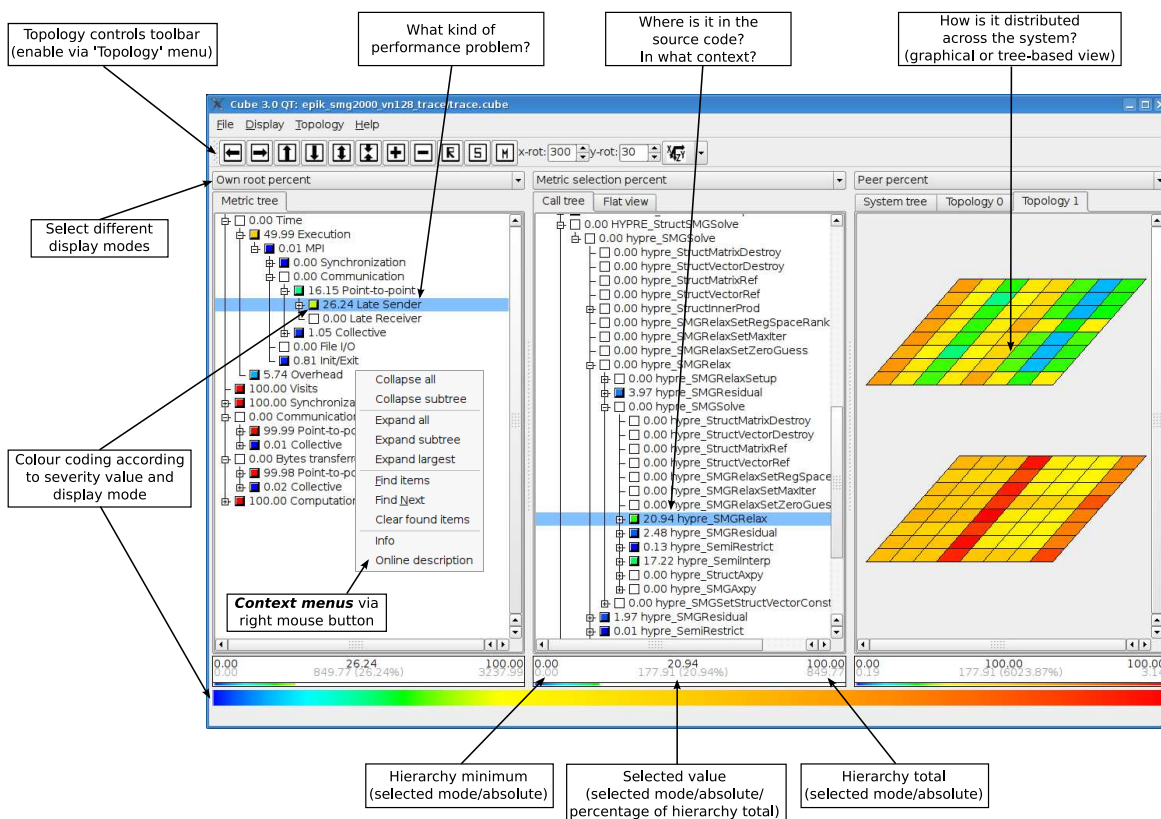 Topology controls toolbar
(enable via 'Topology' menu)
What kind of
performance problem?
Where is it in the
source code?
In what context?
How is it distributed
across the system?
(graphical or tree-based view)
Cube 3.0 QT: epik_smg2000_vn128_trace/trace.cube
File Display Topology Help
R S M x-rot: 300 y-rot: 30
Own root percent
Metric selection percent
Peer percent
Metric tree
Call tree Flat view
System tree Topology 0 Topology 1
Select different
display modes
Colour coding according
to severity value and
display mode
0.00 Time
49.99 Execution
0.01 MPI
0.00 Synchronization
0.00 Communication
16.15 Point-to-point
26.24 Late Sender
0.00 Late Receiver
1.05 Collective
0.00 File I/O
0.81 Init/Exit
5.74 Overhead
100.00 Visits
100.00 Synchroniza
0.00 Communication
99.99 Point-to-po
0.01 Collective
0.00 Bytes transferr
99.98 Point-to-po
0.02 Collective
100.00 Computation
Collapse all
Collapse subtree
Expand all
Expand subtree
Expand largest
Find items
Find Next
Clear found items
Info
Online description
Context menus via
right mouse button
0.00 HYPRE_StructSMGSolve
0.00 hypre_SMGSolve
0.00 hypre_StructMatrixDestroy
0.00 hypre_StructVectorDestroy
0.00 hypre_StructMatrixRef
0.00 hypre_StructVectorRef
0.00 hypre_StructInnerProd
0.00 hypre_SMGRelaxSetRegSpaceRank
0.00 hypre_SMGRelaxSetMaxIter
0.00 hypre_SMGRelaxSetZeroGuess
0.00 hypre_SMGRelax
0.00 hypre_SMGRelaxSetup
3.97 hypre_SMGResidual
0.00 hypre_SMGSolve
0.00 hypre_StructMatrixDestroy
0.00 hypre_StructVectorDestroy
0.00 hypre_StructMatrixRef
0.00 hypre_StructVectorRef
0.00 hypre_SMGRelaxSetRegSpace
0.00 hypre_SMGRelaxSetMaxIter
0.00 hypre_SMGRelaxSetZeroGues
20.94 hypre_SMGRelax
2.48 hypre_SMGResidual
0.13 hypre_SemiRestrict
17.22 hypre_SemiInterp
0.00 hypre_StructAxpy
0.00 hypre_SMGAxpy
0.00 hypre_SMGSetStructVectorConst
1.97 hypre_SMGResidual
0.01 hypre_SemiRestrict
0.00 26.24 100.00
0.00 849.77 (26.24%) 3237.99
0.00 20.94 100.00
0.00 177.91 (20.94%) 849.77
0.00 100.00 100.0
0.19 177.91 (6023.87%) 3.1
Hierarchy minimum
(selected mode/absolute)
Selected value
(selected mode/absolute/
percentage of hierarchy total)
Hierarchy total
(selected mode/absolute)